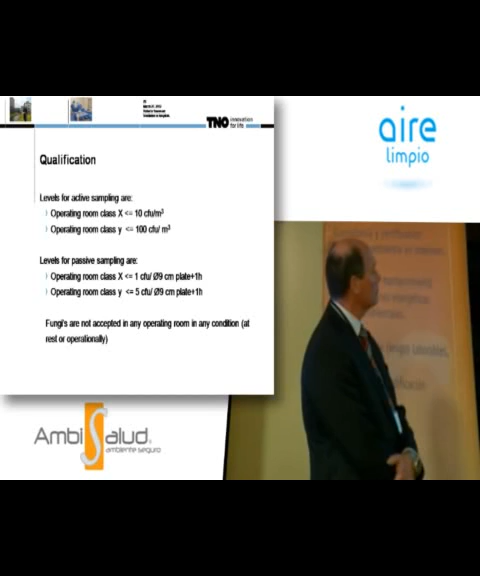 TNO innovation
for life
Qualification
Levels for active sampling are:
Operating room class X <= 10 cfu/m³
Operating room class y <= 100 cfu/ m³
Levels for passive sampling are:
Operating room class X <= 1 cfu/ Ø9 cm plate+1h
Operating room class y <= 5 cfu/ Ø9 cm plate+1h
Fungi's are not accepted in any operating room in any condition (at
rest or operationally)
aire
limpio
AmbiSalud
ambiente seguro